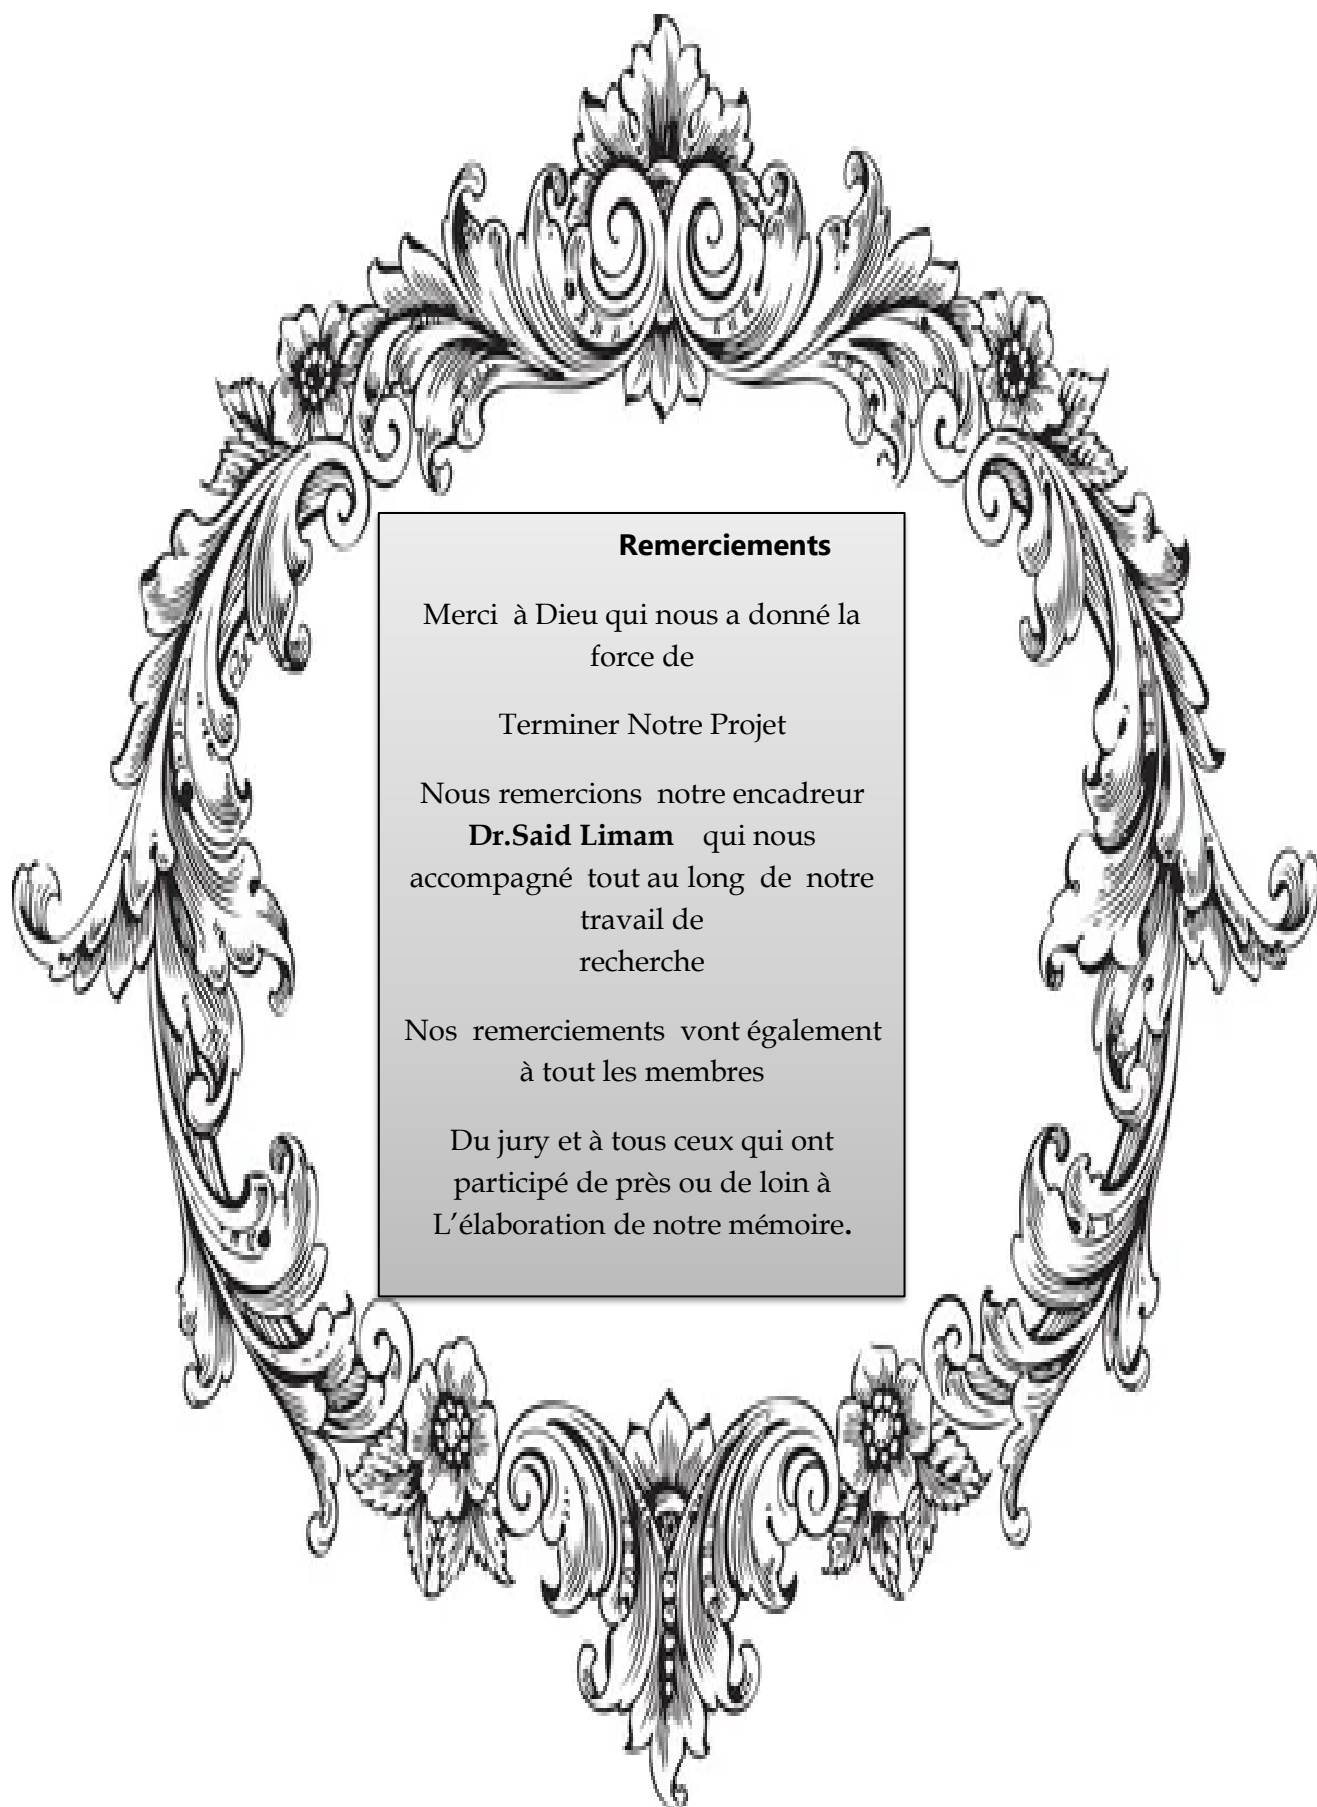 Remerciements
Merci à Dieu qui nous a donné la
force de
Terminer Notre Projet
Nous remercions notre encadreur
Dr.Said Limam qui nous
accompagné tout au long de notre
travail de
recherche
Nos remerciements vont également
à tout les membres
Du jury et à tous ceux qui ont
participé de près ou de loin à
L'élaboration de notre mémoire.